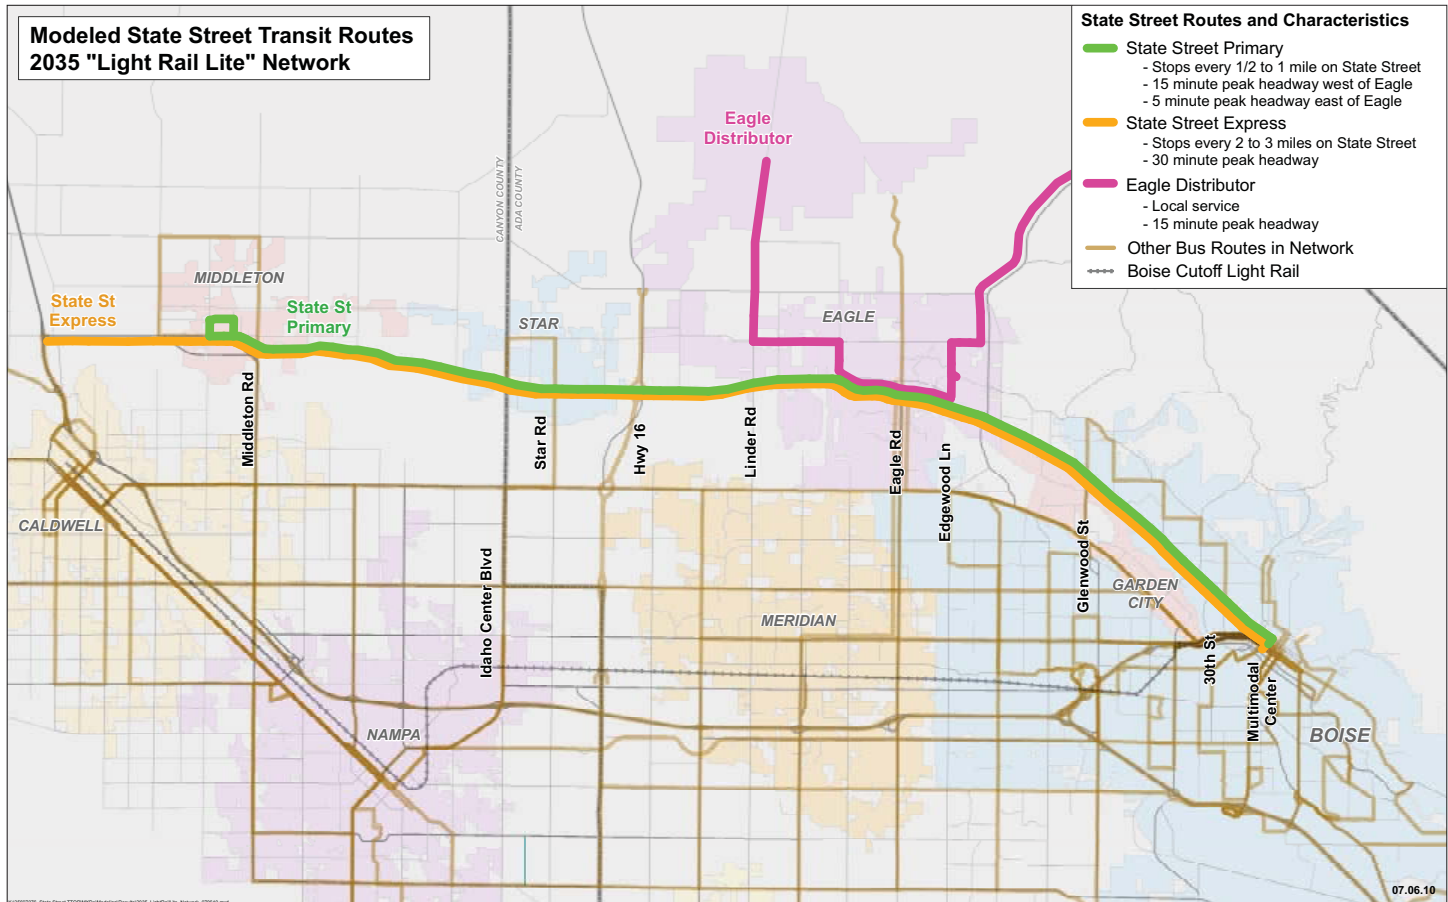 Modeled State Street Transit Routes
2035 "Light Rail Lite" Network
State Street Routes and Characteristics
State Street Primary
- Stops every 1/2 to 1 mile on State Street
- 15 minute peak headway west of Eagle
- 5 minute peak headway east of Eagle
State Street Express
- Stops every 2 to 3 miles on State Street
- 30 minute peak headway
Eagle Distributor
- Local service
- 15 minute peak headway
Other Bus Routes in Network
Boise Cutoff Light Rail
Eagle
Distributor
CANYON COUNTY
ADA COUNTY
MIDDLETON
State St
Express
State St
Primary
STAR
EAGLE
Middleton Rd
Star Rd
Hwy 16
Linder Rd
Eagle Rd
Edgewood Ln
CALDWELL
Idaho Center Blvd
Glenwood St
GARDEN
CITY
MERIDIAN
30th St
Multimodal
Center
NAMPA
BOISE
07.06.10